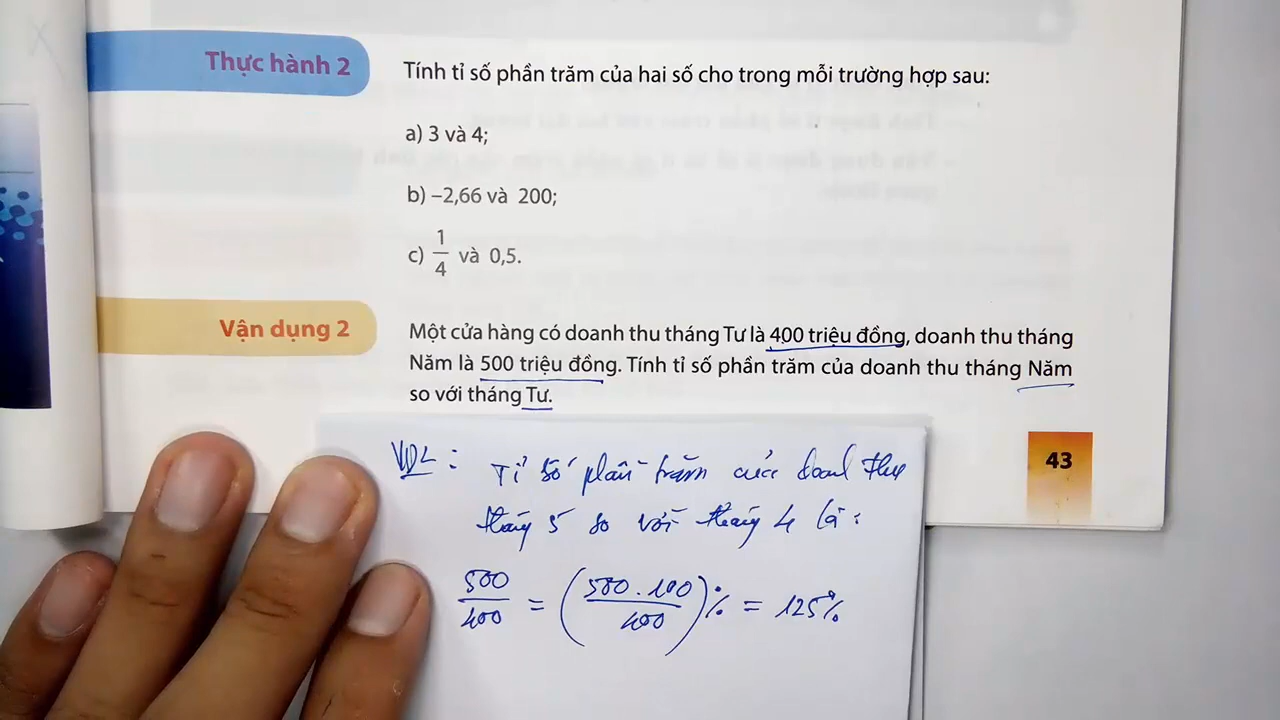 Thực hành 2
Tính tỉ số phần trăm của hai số cho trong mỗi trường hợp sau:
a) 3 và 4;
b) –2,66 và 200;
c) 1/4 và 0,5.
Vận dụng 2
Một cửa hàng có doanh thu tháng Tư là 400 triệu đồng, doanh thu tháng
Năm là 500 triệu đồng. Tính tỉ số phần trăm của doanh thu tháng Năm
so với tháng Tư.
43
VD2: Tỉ số phần trăm của doanh thu
tháng 5 so với tháng 4 là:
500/400 = (500 . 100/400)% = 125%